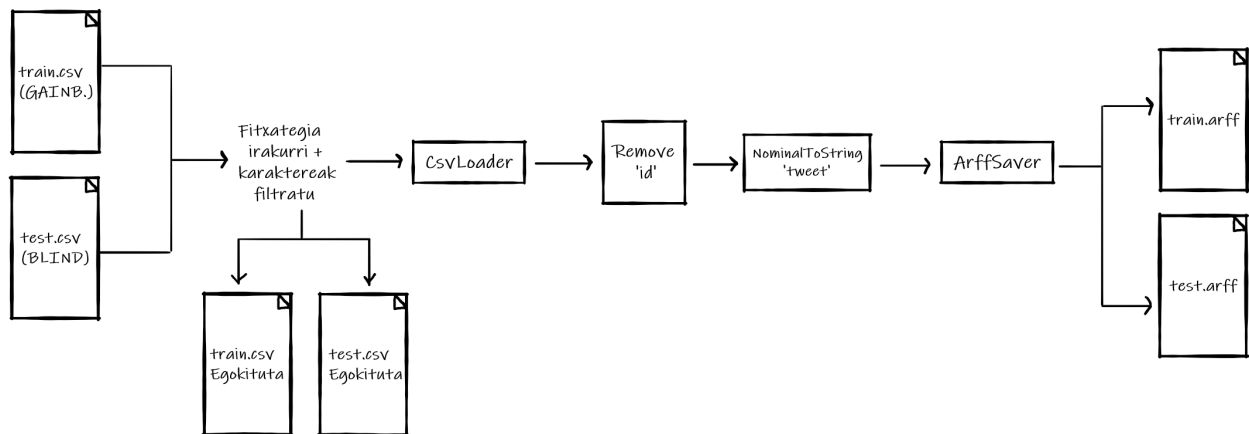 train.csv
(GAINB.)
test.csv
(BLIND)
Fitxategia
irakurri +
karaktereak
filtratu
train.csv
Egokituta
test.csv
Egokituta
CsvLoader
Remove
'id'
NominalToString
'tweet'
ArffSaver
train.arff
test.arff